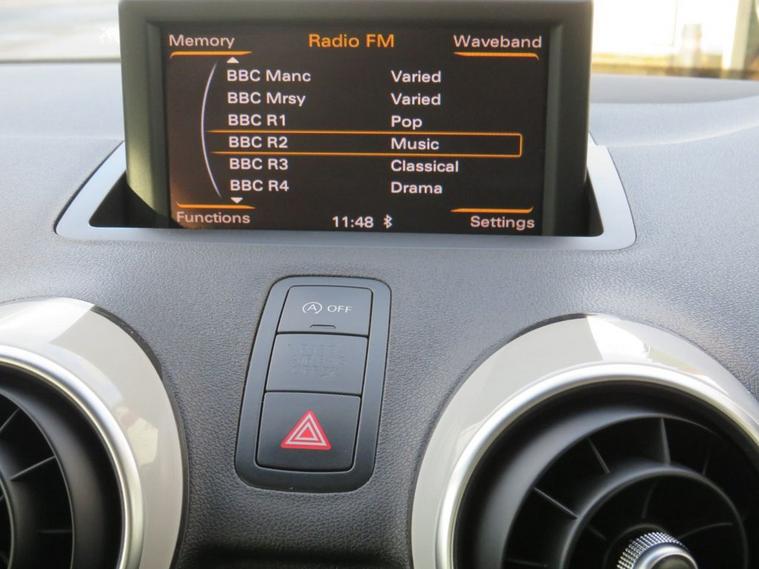 Memory Radio FM Waveband
BBC Manc Varied
BBC Mrsy Varied
BBC R1 Pop
BBC R2 Music
BBC R3 Classical
BBC R4 Drama
Functions 11:48 Settings
A OFF